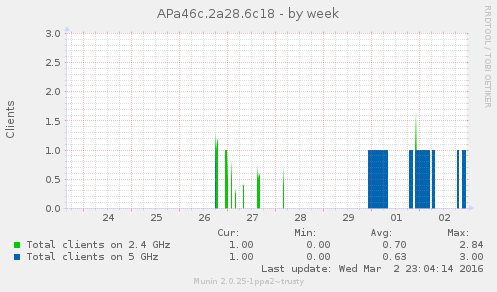 APa46c.2a28.6c18 - by week
RRDTOOL / TOBI OETIKER
Clients
3.0
2.5
2.0
1.5
1.0
0.5
0.0
24 25 26 27 28 29 01 02
Cur: Min: Avg: Max:
Total clients on 2.4 GHz 1.00 0.00 0.70 2.84
Total clients on 5 GHz 1.00 0.00 0.63 3.00
Last update: Wed Mar 2 23:04:14 2016
Munin 2.0.25-1ppa2~trusty